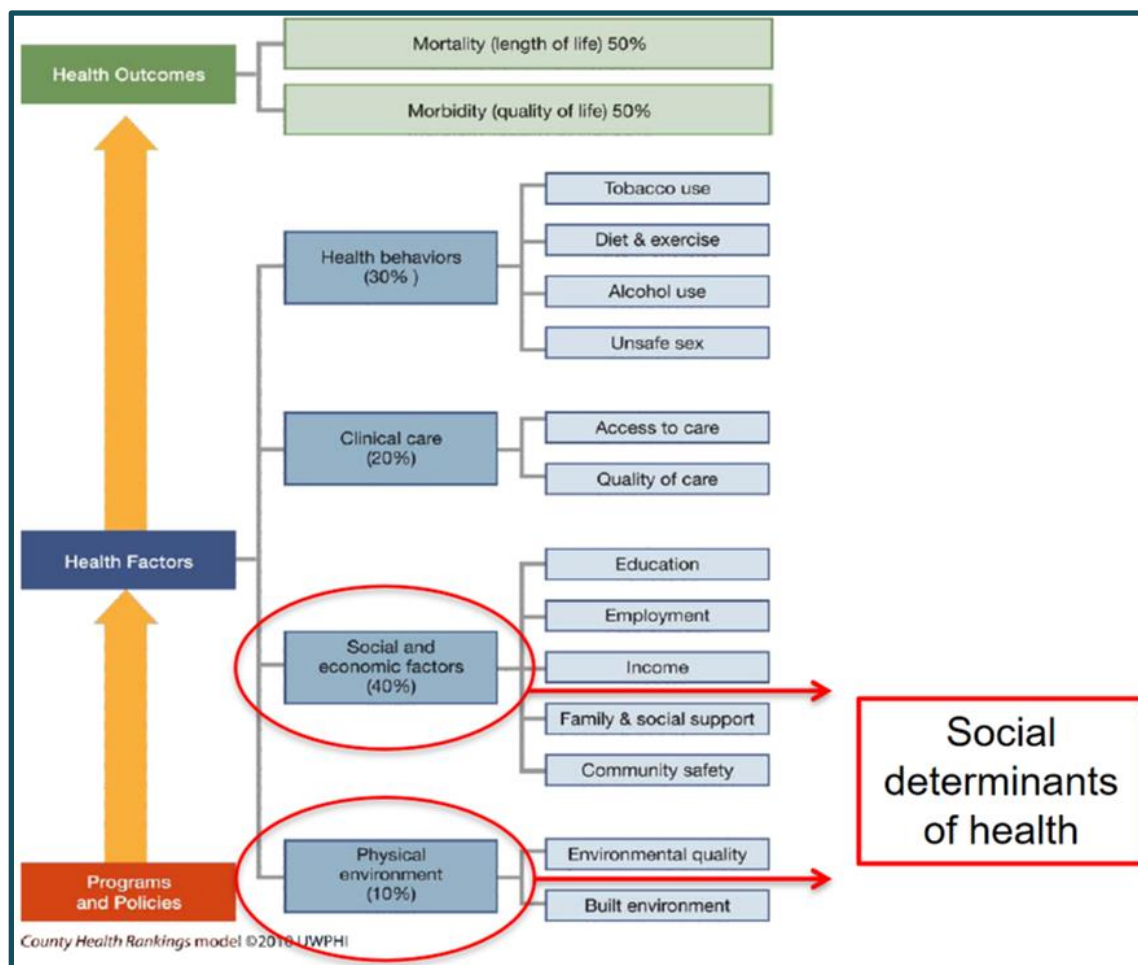 Health Outcomes
Mortality (length of life) 50%
Morbidity (quality of life) 50%
Health behaviors
(30% )
Tobacco use
Diet & exercise
Alcohol use
Unsafe sex
Clinical care
(20%)
Access to care
Quality of care
Health Factors
Social and
economic factors
(40%)
Education
Employment
Income
Family & social support
Community safety
Social
determinants
of health
Physical
environment
(10%)
Environmental quality
Built environment
Programs
and Policies
County Health Rankings model ©2010 UWPHI